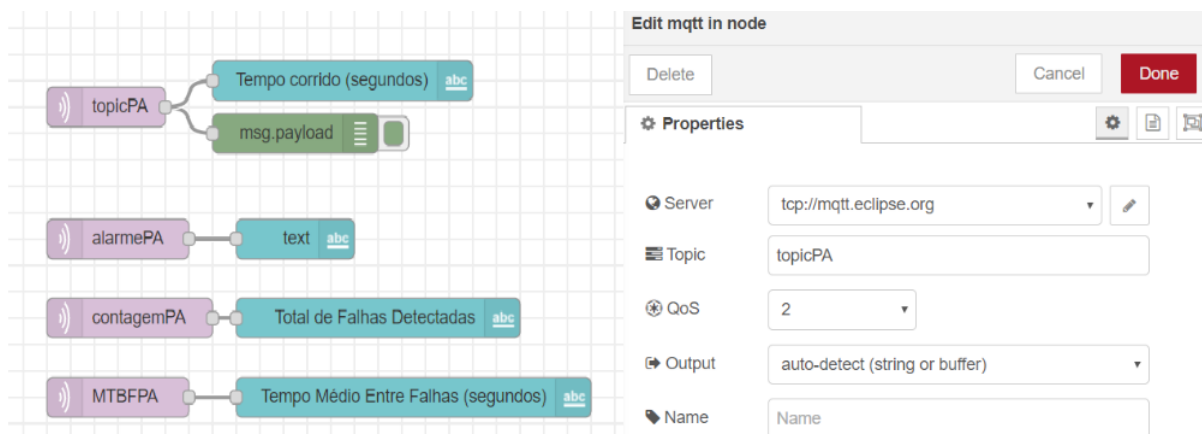 topicPA
Tempo corrido (segundos) abc
msg.payload
alarmePA
text abc
contagemPA
Total de Falhas Detectadas abc
MTBFPA
Tempo Médio Entre Falhas (segundos) abc
Edit mqtt in node
Delete
Cancel
Done
Properties
Server
tcp://mqtt.eclipse.org
Topic
topicPA
QoS
2
Output
auto-detect (string or buffer)
Name
Name